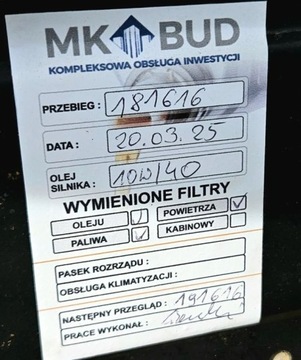 MK BUD
KOMPLEKSOWA OBSŁUGA INWESTYCJI
PRZEBIEG : 181616
DATA : 20.03.25
OLEJ SILNIKA : 10W/40
WYMIENIONE FILTRY
OLEJU ✓ POWIETRZA ✓
PALIWA ✓ KABINOWY
PASEK ROZRZĄDU :
OBSŁUGA KLIMATYZACJI :
NASTĘPNY PRZEGLĄD : 191616
PRACE WYKONAŁ :